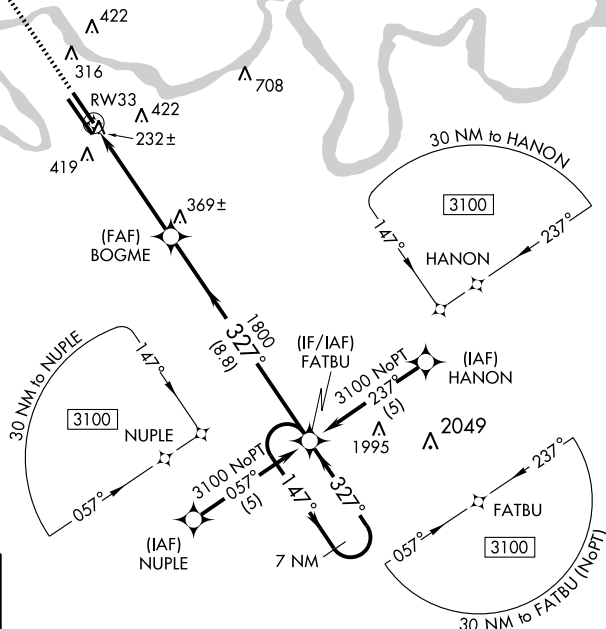 422
316
708
RW33
422
232±
419
30 NM to HANON
3100
147°
237°
HANON
369±
(FAF)
BOGME
1800
327°
(8.8)
(IF/IAF)
FATBU
(IAF)
HANON
3100 NoPT
237°
(5)
30 NM to NUPLE
147°
3100
NUPLE
057°
1995
2049
3100 NoPT
057°
(5)
147°
327°
(IAF)
NUPLE
7 NM
237°
FATBU
057°
3100
30 NM to FATBU (NoPT)